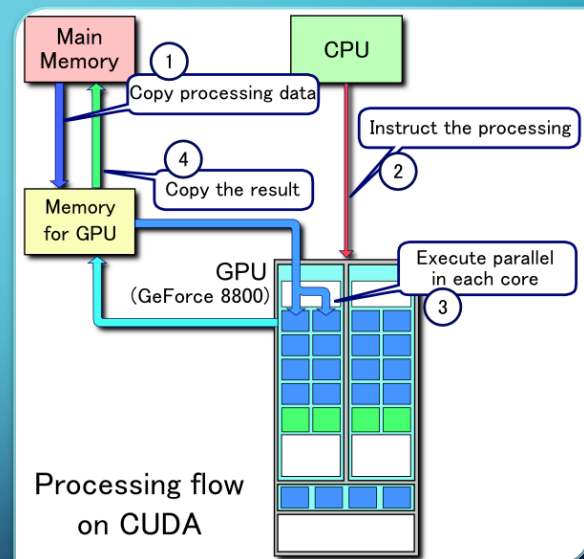 Main
Memory
CPU
1
Copy processing data
Instruct the processing
2
4
Copy the result
Memory
for GPU
GPU
(GeForce 8800)
Execute parallel
in each core
3
Processing flow
on CUDA